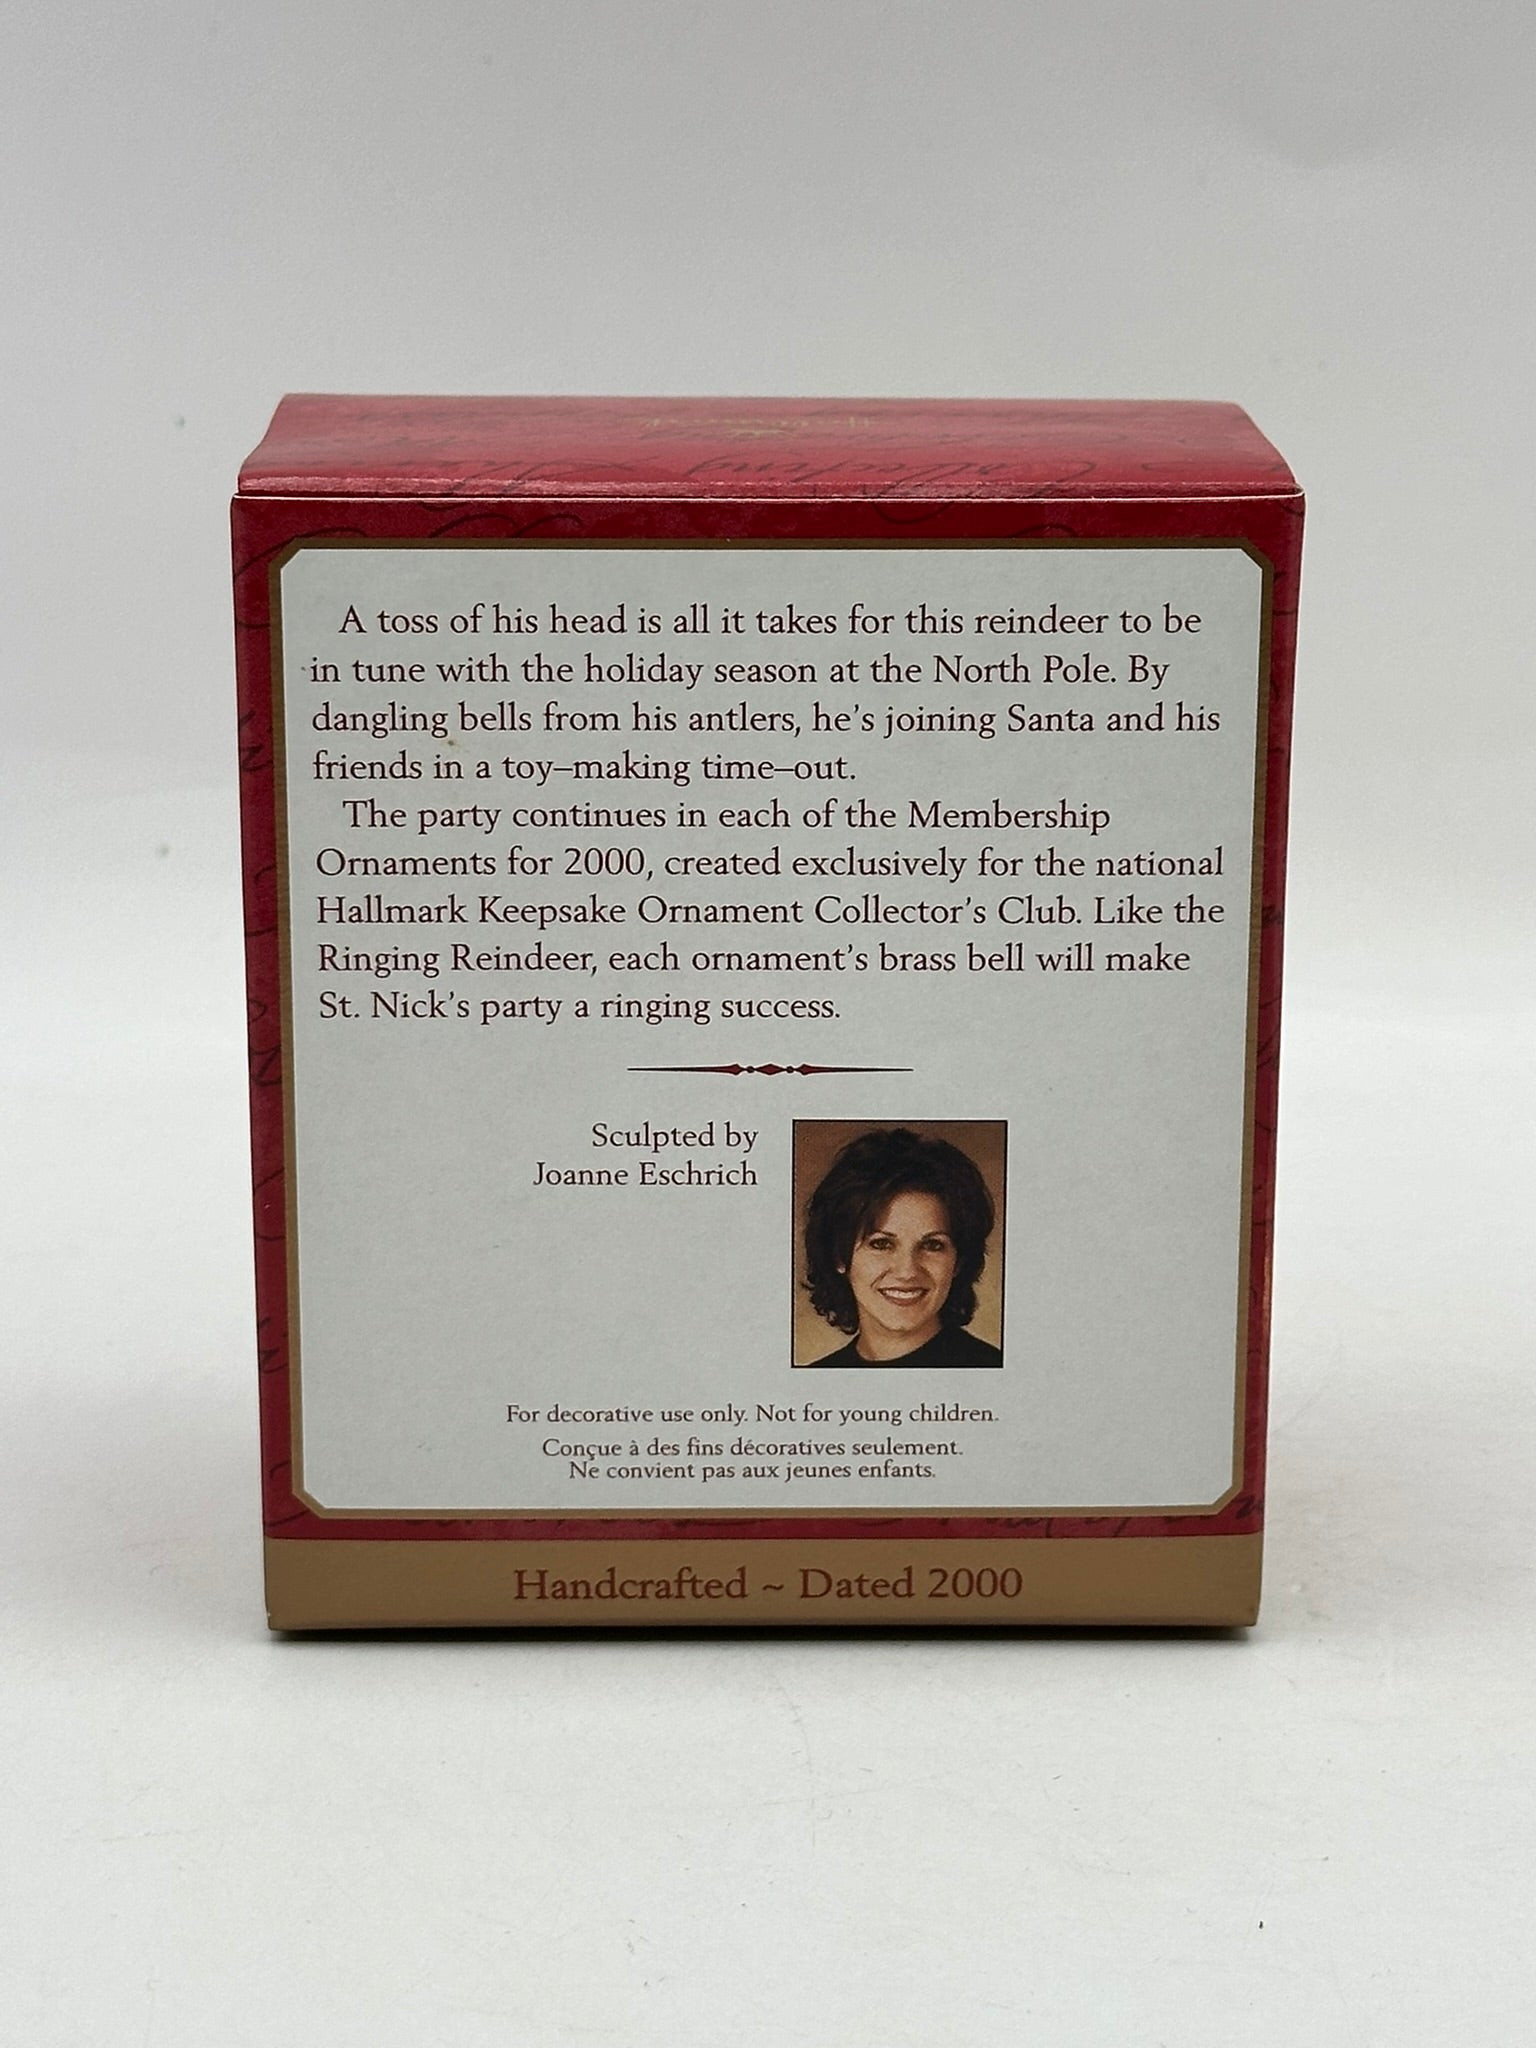 A toss of his head is all it takes for this reindeer to be
in tune with the holiday season at the North Pole. By
dangling bells from his antlers, he's joining Santa and his
friends in a toy–making time–out.
The party continues in each of the Membership
Ornaments for 2000, created exclusively for the national
Hallmark Keepsake Ornament Collector's Club. Like the
Ringing Reindeer, each ornament's brass bell will make
St. Nick's party a ringing success.
Sculpted by
Joanne Eschrich
For decorative use only. Not for young children.
Conçue à des fins décoratives seulement.
Ne convient pas aux jeunes enfants.
Handcrafted ~ Dated 2000